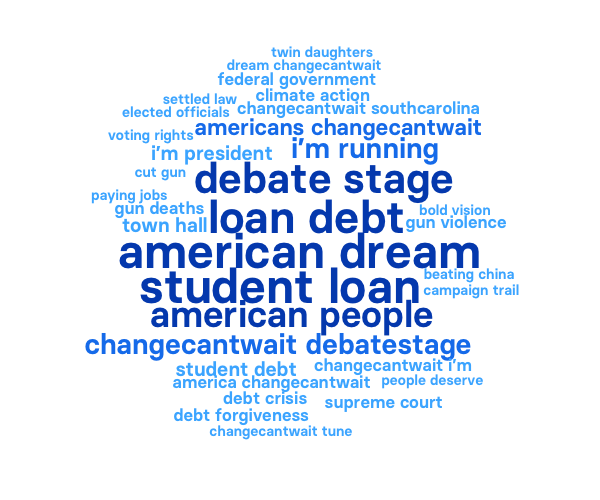 twin daughters
dream changecantwait
federal government
settled law climate action
elected officials changecantwait southcarolina
voting rights americans changecantwait
i'm president i'm running
cut gun debate stage
paying jobs
gun deaths loan debt bold vision
town hall gun violence
american dream
student loan beating china
campaign trail
american people
changecantwait debatestage
student debt changecantwait i'm
america changecantwait people deserve
debt crisis supreme court
debt forgiveness
changecantwait tune